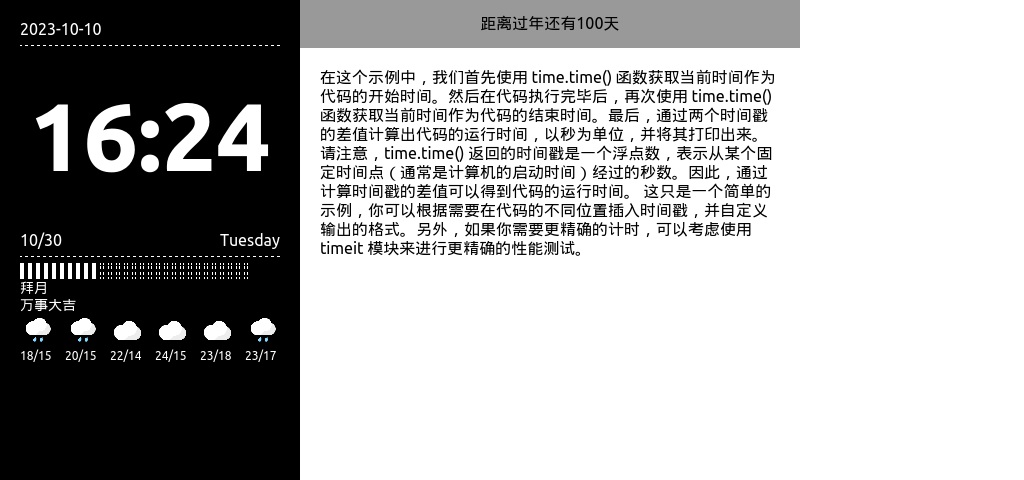 2023-10-10
16:24
10/30 Tuesday
拜月
万事大吉
18/15 20/15 22/14 24/15 23/18 23/17
距离过年还有100天
在这个示例中，我们首先使用 time.time() 函数获取当前时间作为
代码的开始时间。然后在代码执行完毕后，再次使用 time.time()
函数获取当前时间作为代码的结束时间。最后，通过两个时间戳
的差值计算出代码的运行时间，以秒为单位，并将其打印出来。
请注意，time.time() 返回的时间戳是一个浮点数，表示从某个固
定时间点（通常是计算机的启动时间）经过的秒数。因此，通过
计算时间戳的差值可以得到代码的运行时间。 这只是一个简单的
示例，你可以根据需要在代码的不同位置插入时间戳，并自定义
输出的格式。另外，如果你需要更精确的计时，可以考虑使用
timeit 模块来进行更精确的性能测试。